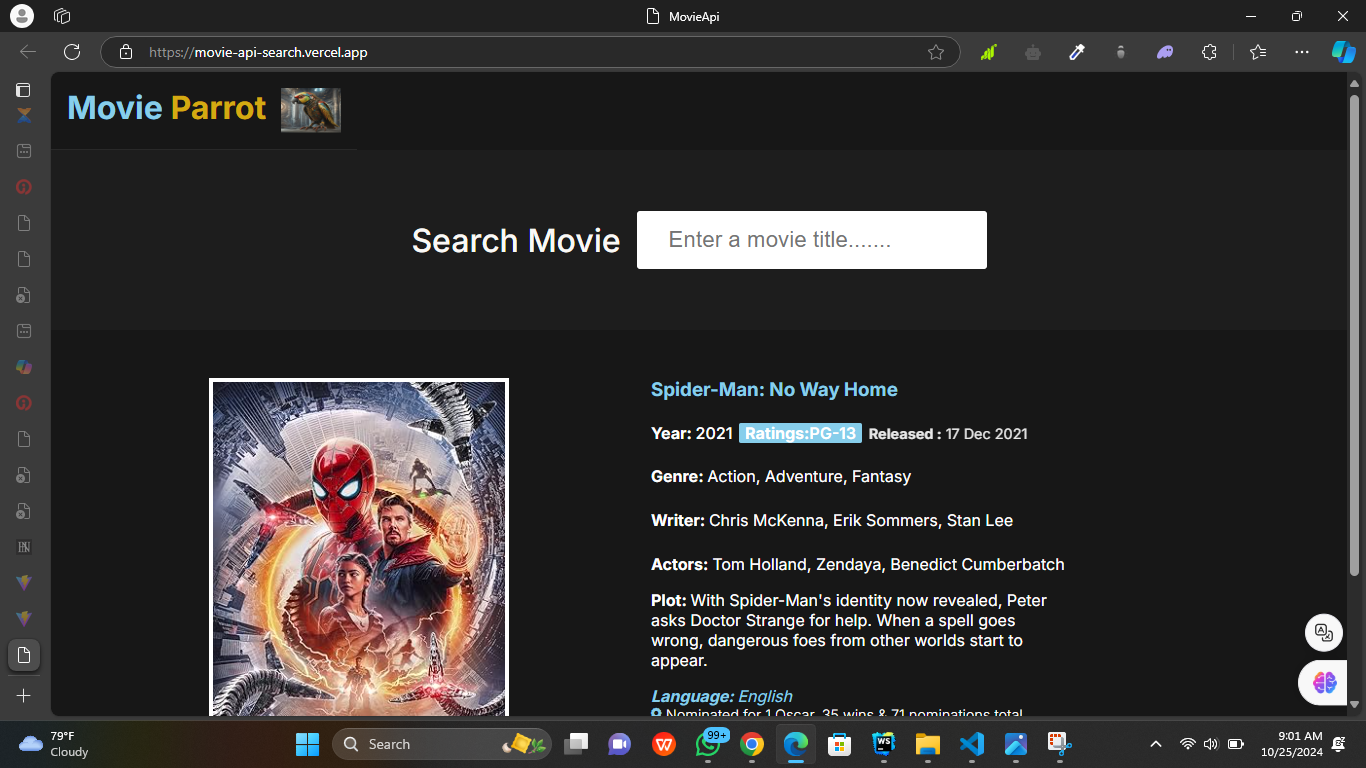 MovieApi
https://movie-api-search.vercel.app
Movie Parrot
Search Movie
Enter a movie title.......
Spider-Man: No Way Home
Year: 2021 Ratings:PG-13 Released : 17 Dec 2021
Genre: Action, Adventure, Fantasy
Writer: Chris McKenna, Erik Sommers, Stan Lee
Actors: Tom Holland, Zendaya, Benedict Cumberbatch
Plot: With Spider-Man's identity now revealed, Peter
asks Doctor Strange for help. When a spell goes
wrong, dangerous foes from other worlds start to
appear.
Language: English
Nominated for 1 Oscar. 35 wins & 71 nominations total
79°F
Cloudy
Search
99+
WS
9:01 AM
10/25/2024